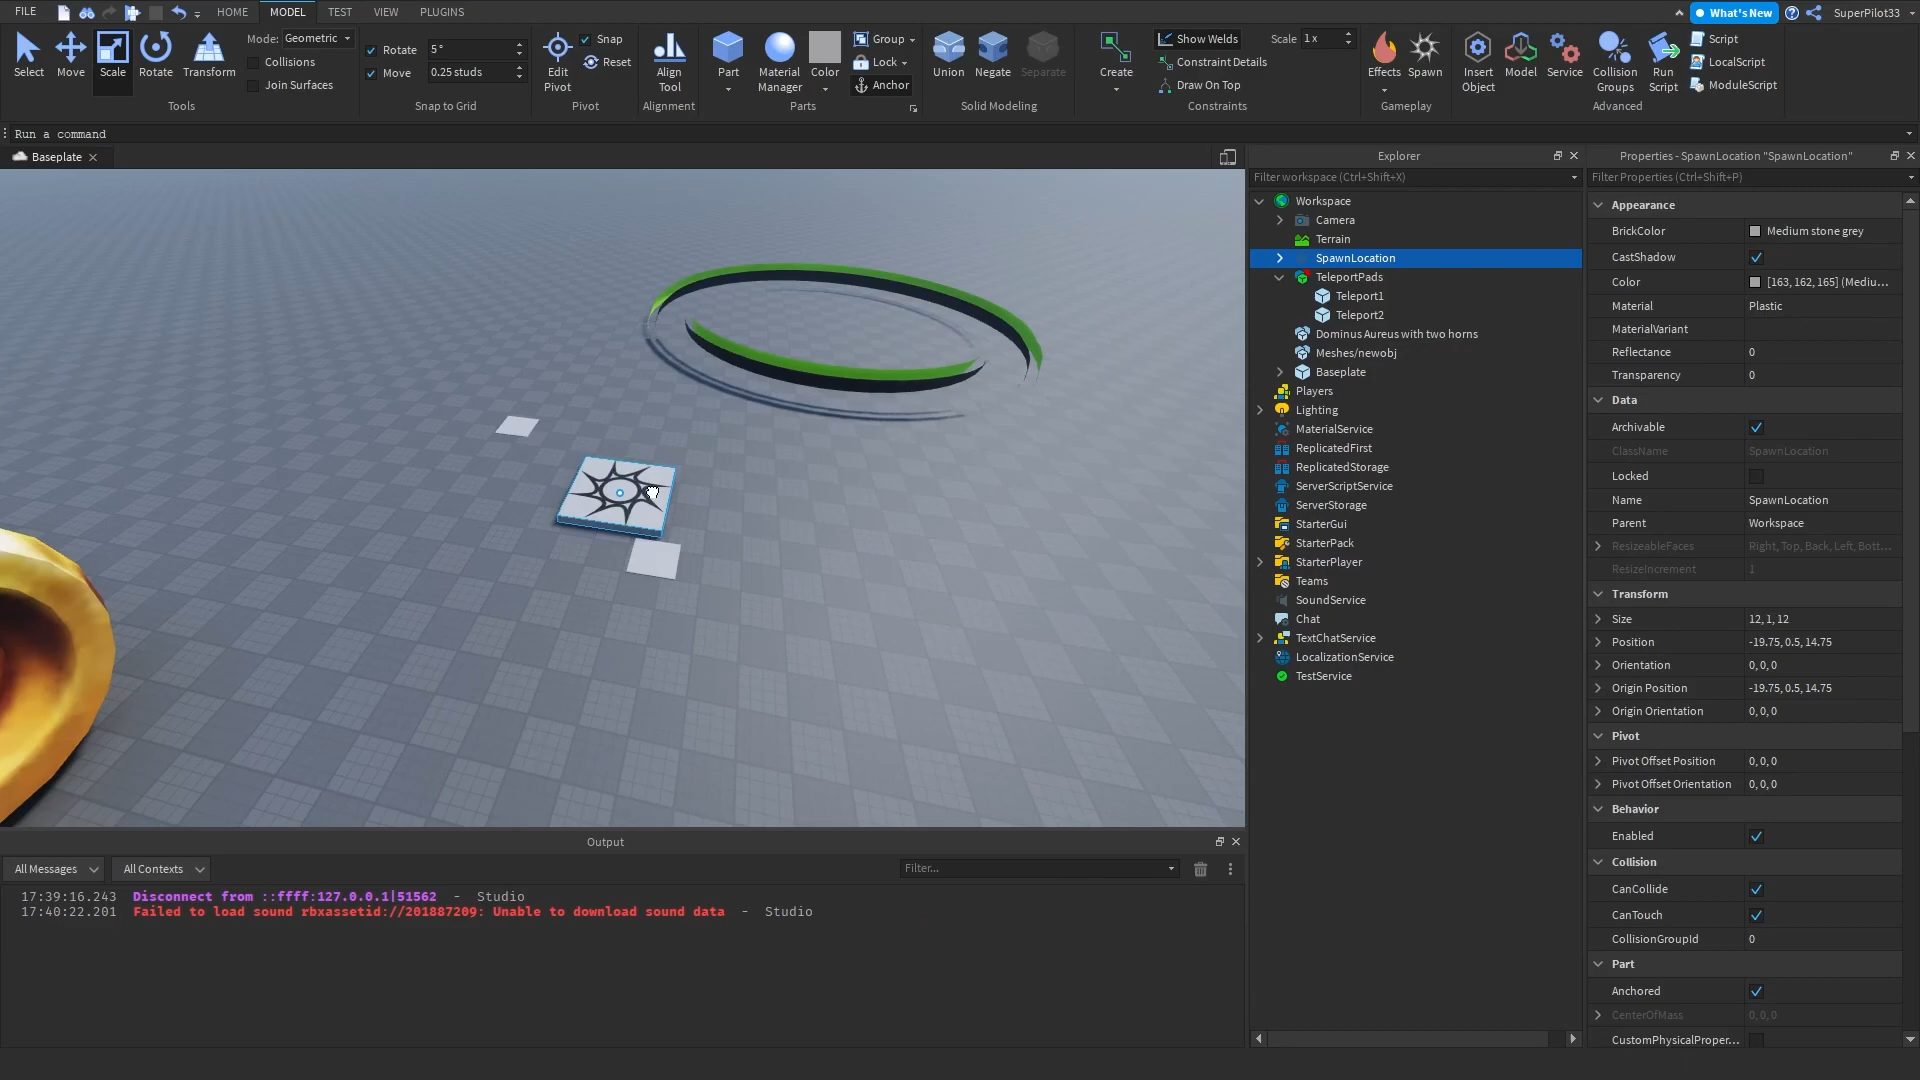 FILE
HOME
MODEL
TEST
VIEW
PLUGINS
What's New
SuperPilot33
Select
Move
Scale
Rotate
Transform
Mode: Geometric
Collisions
Join Surfaces
Tools
Rotate 5°
Move 0.25 studs
Snap to Grid
Edit Pivot
Snap
Reset
Pivot
Align Tool
Alignment
Part
Material Manager
Color
Group
Lock
Anchor
Parts
Union
Negate
Separate
Solid Modeling
Create
Show Welds
Scale 1 x
Constraint Details
Draw On Top
Constraints
Effects
Spawn
Gameplay
Insert Object
Model
Service
Collision Groups
Run Script
Script
LocalScript
ModuleScript
Advanced
Run a command
Baseplate
Explorer
Filter workspace (Ctrl+Shift+X)
Workspace
Camera
Terrain
SpawnLocation
TeleportPads
Teleport1
Teleport2
Dominus Aureus with two horns
Meshes/newobj
Baseplate
Players
Lighting
MaterialService
ReplicatedFirst
ReplicatedStorage
ServerScriptService
ServerStorage
StarterGui
StarterPack
StarterPlayer
Teams
SoundService
Chat
TextChatService
LocalizationService
TestService
Properties - SpawnLocation "SpawnLocation"
Filter Properties (Ctrl+Shift+P)
Appearance
BrickColor Medium stone grey
CastShadow
Color [163, 162, 165] (Mediu...
Material Plastic
MaterialVariant
Reflectance 0
Transparency 0
Data
Archivable
ClassName SpawnLocation
Locked
Name SpawnLocation
Parent Workspace
ResizeableFaces Right, Top, Back, Left, Bott...
ResizeIncrement 1
Transform
Size 12, 1, 12
Position -19.75, 0.5, 14.75
Orientation 0, 0, 0
Origin Position -19.75, 0.5, 14.75
Origin Orientation 0, 0, 0
Pivot
Pivot Offset Position 0, 0, 0
Pivot Offset Orientation 0, 0, 0
Behavior
Enabled
Collision
CanCollide
CanTouch
CollisionGroupId 0
Part
Anchored
CenterOfMass 0, 0, 0
CustomPhysicalProper...
Output
All Messages
All Contexts
Filter...
17:39:16.243 Disconnect from ::ffff:127.0.0.1|51562 - Studio
17:40:22.201 Failed to load sound rbxassetid://201887209: Unable to download sound data - Studio